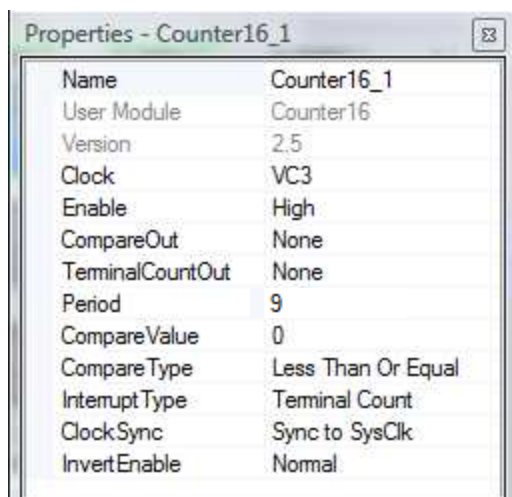 Properties - Counter16_1
Name Counter16_1
User Module Counter16
Version 2.5
Clock VC3
Enable High
CompareOut None
TerminalCountOut None
Period 9
CompareValue 0
CompareType Less Than Or Equal
InterruptType Terminal Count
ClockSync Sync to SysClk
InvertEnable Normal